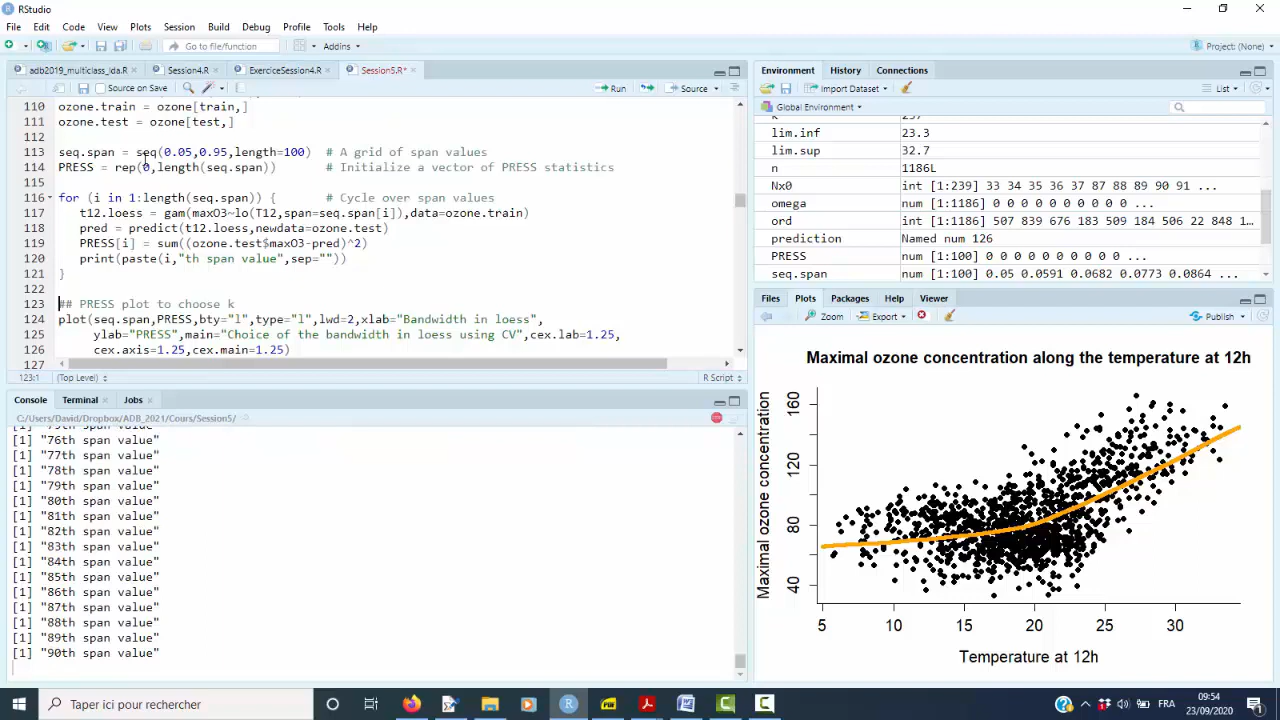 RStudio
File Edit Code View Plots Session Build Debug Profile Tools Help
Go to file/function Addins Project: (None)
adb2019_multiclass_lda.R Session4.R ExerciceSession4.R Session5.R*
Source on Save Run Source
110 ozone.train = ozone[train,]
111 ozone.test = ozone[test,]
112
113 seq.span = seq(0.05,0.95,length=100) # A grid of span values
114 PRESS = rep(0,length(seq.span)) # Initialize a vector of PRESS statistics
115
116 for (i in 1:length(seq.span)) { # Cycle over span values
117 t12.loess = gam(maxO3~lo(T12,span=seq.span[i]),data=ozone.train)
118 pred = predict(t12.loess,newdata=ozone.test)
119 PRESS[i] = sum((ozone.test$maxO3-pred)^2)
120 print(paste(i,"th span value",sep=""))
121 }
122
123 ## PRESS plot to choose k
124 plot(seq.span,PRESS,bty="l",type="l",lwd=2,xlab="Bandwidth in loess",
125 ylab="PRESS",main="Choice of the bandwidth in loess using CV",cex.lab=1.25,
126 cex.axis=1.25,cex.main=1.25)
127
123:1 (Top Level) R Script
Console Terminal Jobs
C:/Users/David/Dropbox/ADB_2021/Cours/Session5/
[1] "76th span value"
[1] "77th span value"
[1] "78th span value"
[1] "79th span value"
[1] "80th span value"
[1] "81th span value"
[1] "82th span value"
[1] "83th span value"
[1] "84th span value"
[1] "85th span value"
[1] "86th span value"
[1] "87th span value"
[1] "88th span value"
[1] "89th span value"
[1] "90th span value"
Environment History Connections
Import Dataset List
Global Environment
lim.inf 23.3
lim.sup 32.7
n 1186L
Nx0 int [1:239] 33 34 35 36 37 87 88 89 90 91 ...
omega num [1:1186] 0 0 0 0 0 0 0 0 0 0 ...
ord int [1:1186] 507 839 676 183 509 184 506 22 848 1…
prediction Named num 126
PRESS num [1:100] 0 0 0 0 0 0 0 0 0 0 ...
seq.span num [1:100] 0.05 0.0591 0.0682 0.0773 0.0864 ...
Files Plots Packages Help Viewer
Zoom Export Publish
Maximal ozone concentration along the temperature at 12h
Maximal ozone concentration
160
120
80
40
5 10 15 20 25 30
Temperature at 12h
Taper ici pour rechercher
FRA
09:54
23/09/2020